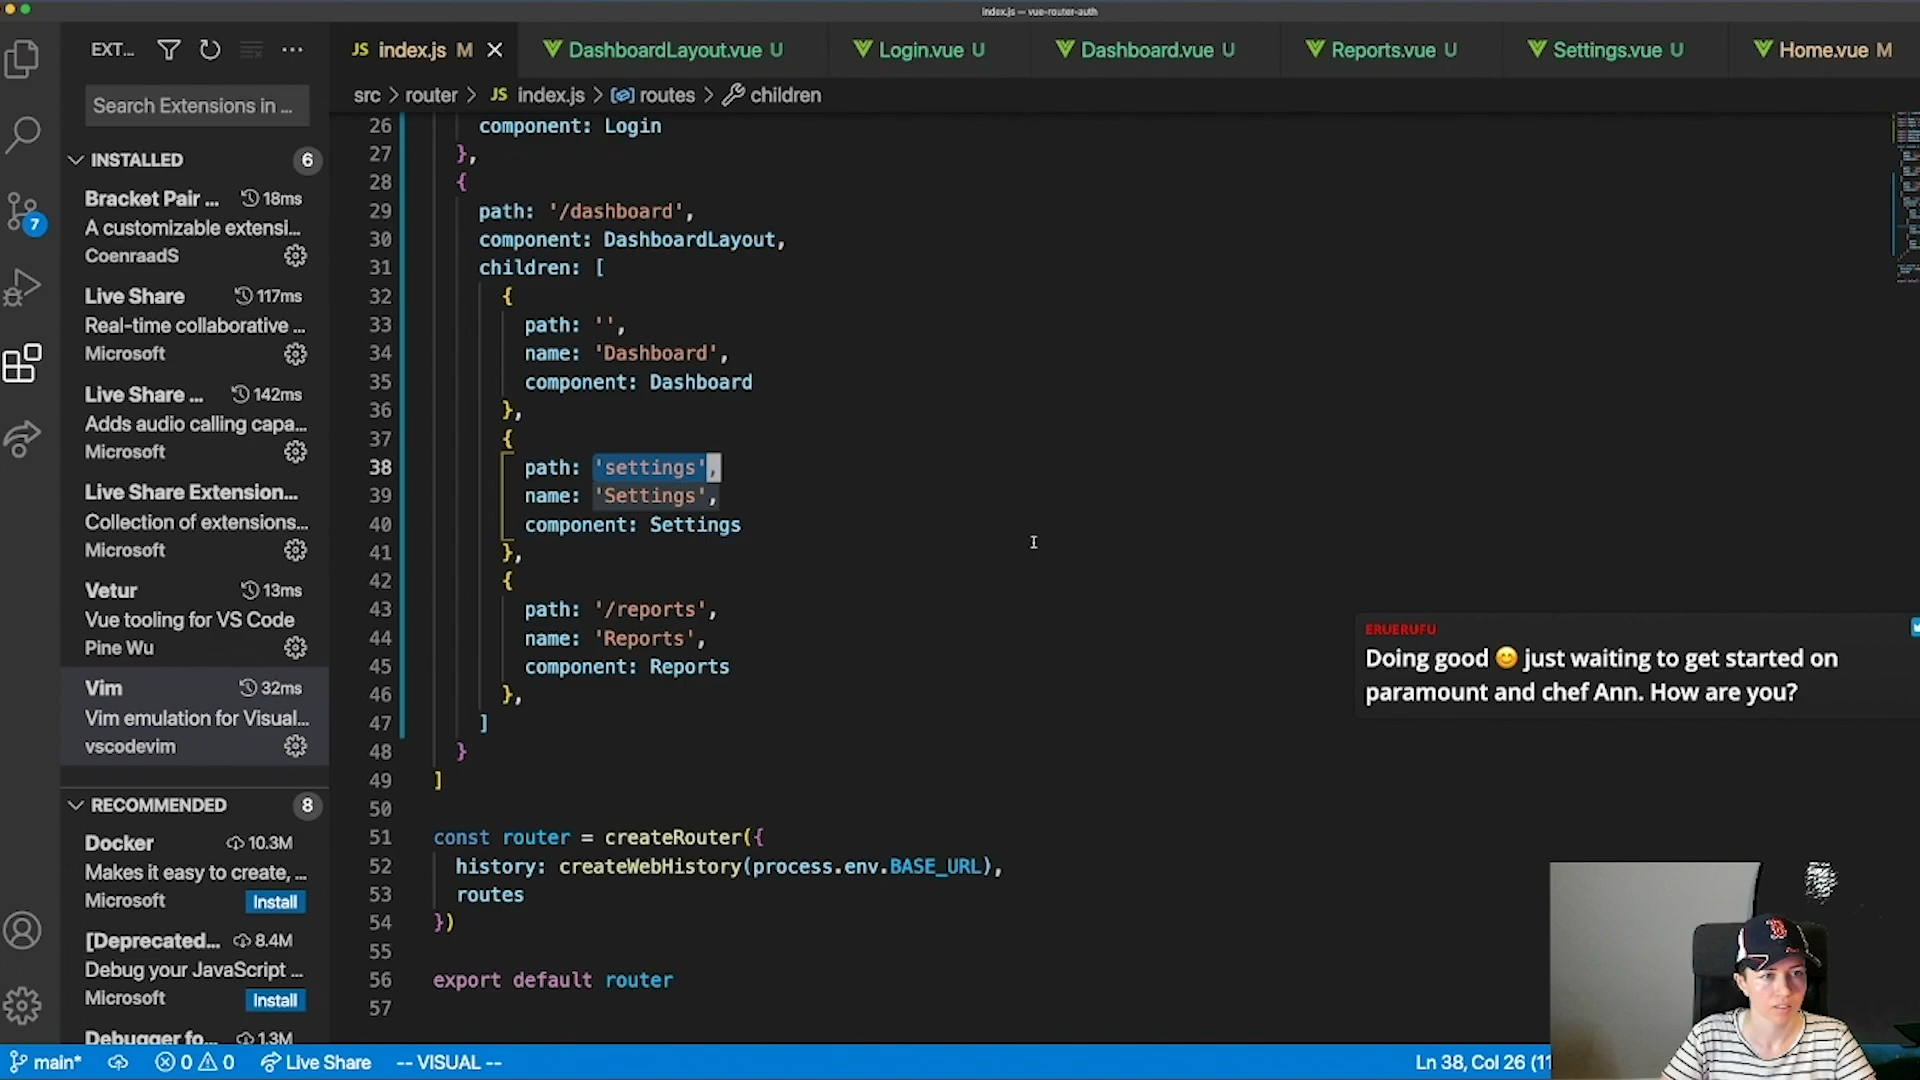 index.js — vue-router-auth
EXT...
JS index.js M
DashboardLayout.vue U
Login.vue U
Dashboard.vue U
Reports.vue U
Settings.vue U
Home.vue M
Search Extensions in ...
src > router > JS index.js > routes > children
INSTALLED 6
Bracket Pair ... 18ms
A customizable extensi...
CoenraadS
Live Share 117ms
Real-time collaborative ...
Microsoft
Live Share ... 142ms
Adds audio calling capa...
Microsoft
Live Share Extension...
Collection of extensions...
Microsoft
Vetur 13ms
Vue tooling for VS Code
Pine Wu
Vim 32ms
Vim emulation for Visual...
vscodevim
RECOMMENDED 8
Docker 10.3M
Makes it easy to create, ...
Microsoft Install
[Deprecated... 8.4M
Debug your JavaScript ...
Microsoft Install
Debugger fo... 1.3M
7
26 component: Login
27 },
28 {
29 path: '/dashboard',
30 component: DashboardLayout,
31 children: [
32 {
33 path: '',
34 name: 'Dashboard',
35 component: Dashboard
36 },
37 {
38 path: 'settings',
39 name: 'Settings',
40 component: Settings
41 },
42 {
43 path: '/reports',
44 name: 'Reports',
45 component: Reports
46 },
47 ]
48 }
49 ]
50
51 const router = createRouter({
52 history: createWebHistory(process.env.BASE_URL),
53 routes
54 })
55
56 export default router
57
ERUERUFU
Doing good 😊 just waiting to get started on
paramount and chef Ann. How are you?
main* 0 0 Live Share -- VISUAL -- Ln 38, Col 26 (11